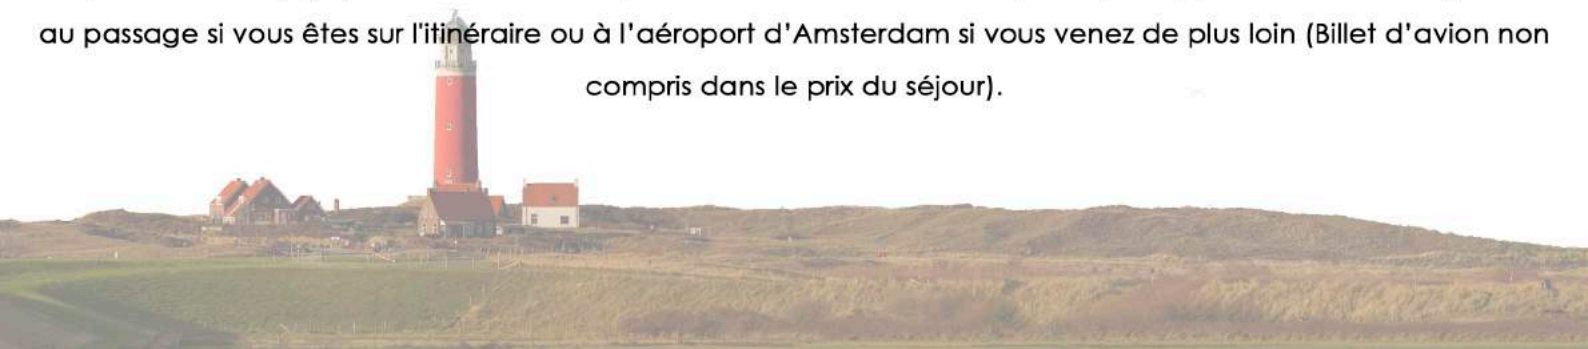 au passage si vous êtes sur l'itinéraire ou à l’aéroport d’Amsterdam si vous venez de plus loin (Billet d’avion non
compris dans le prix du séjour).